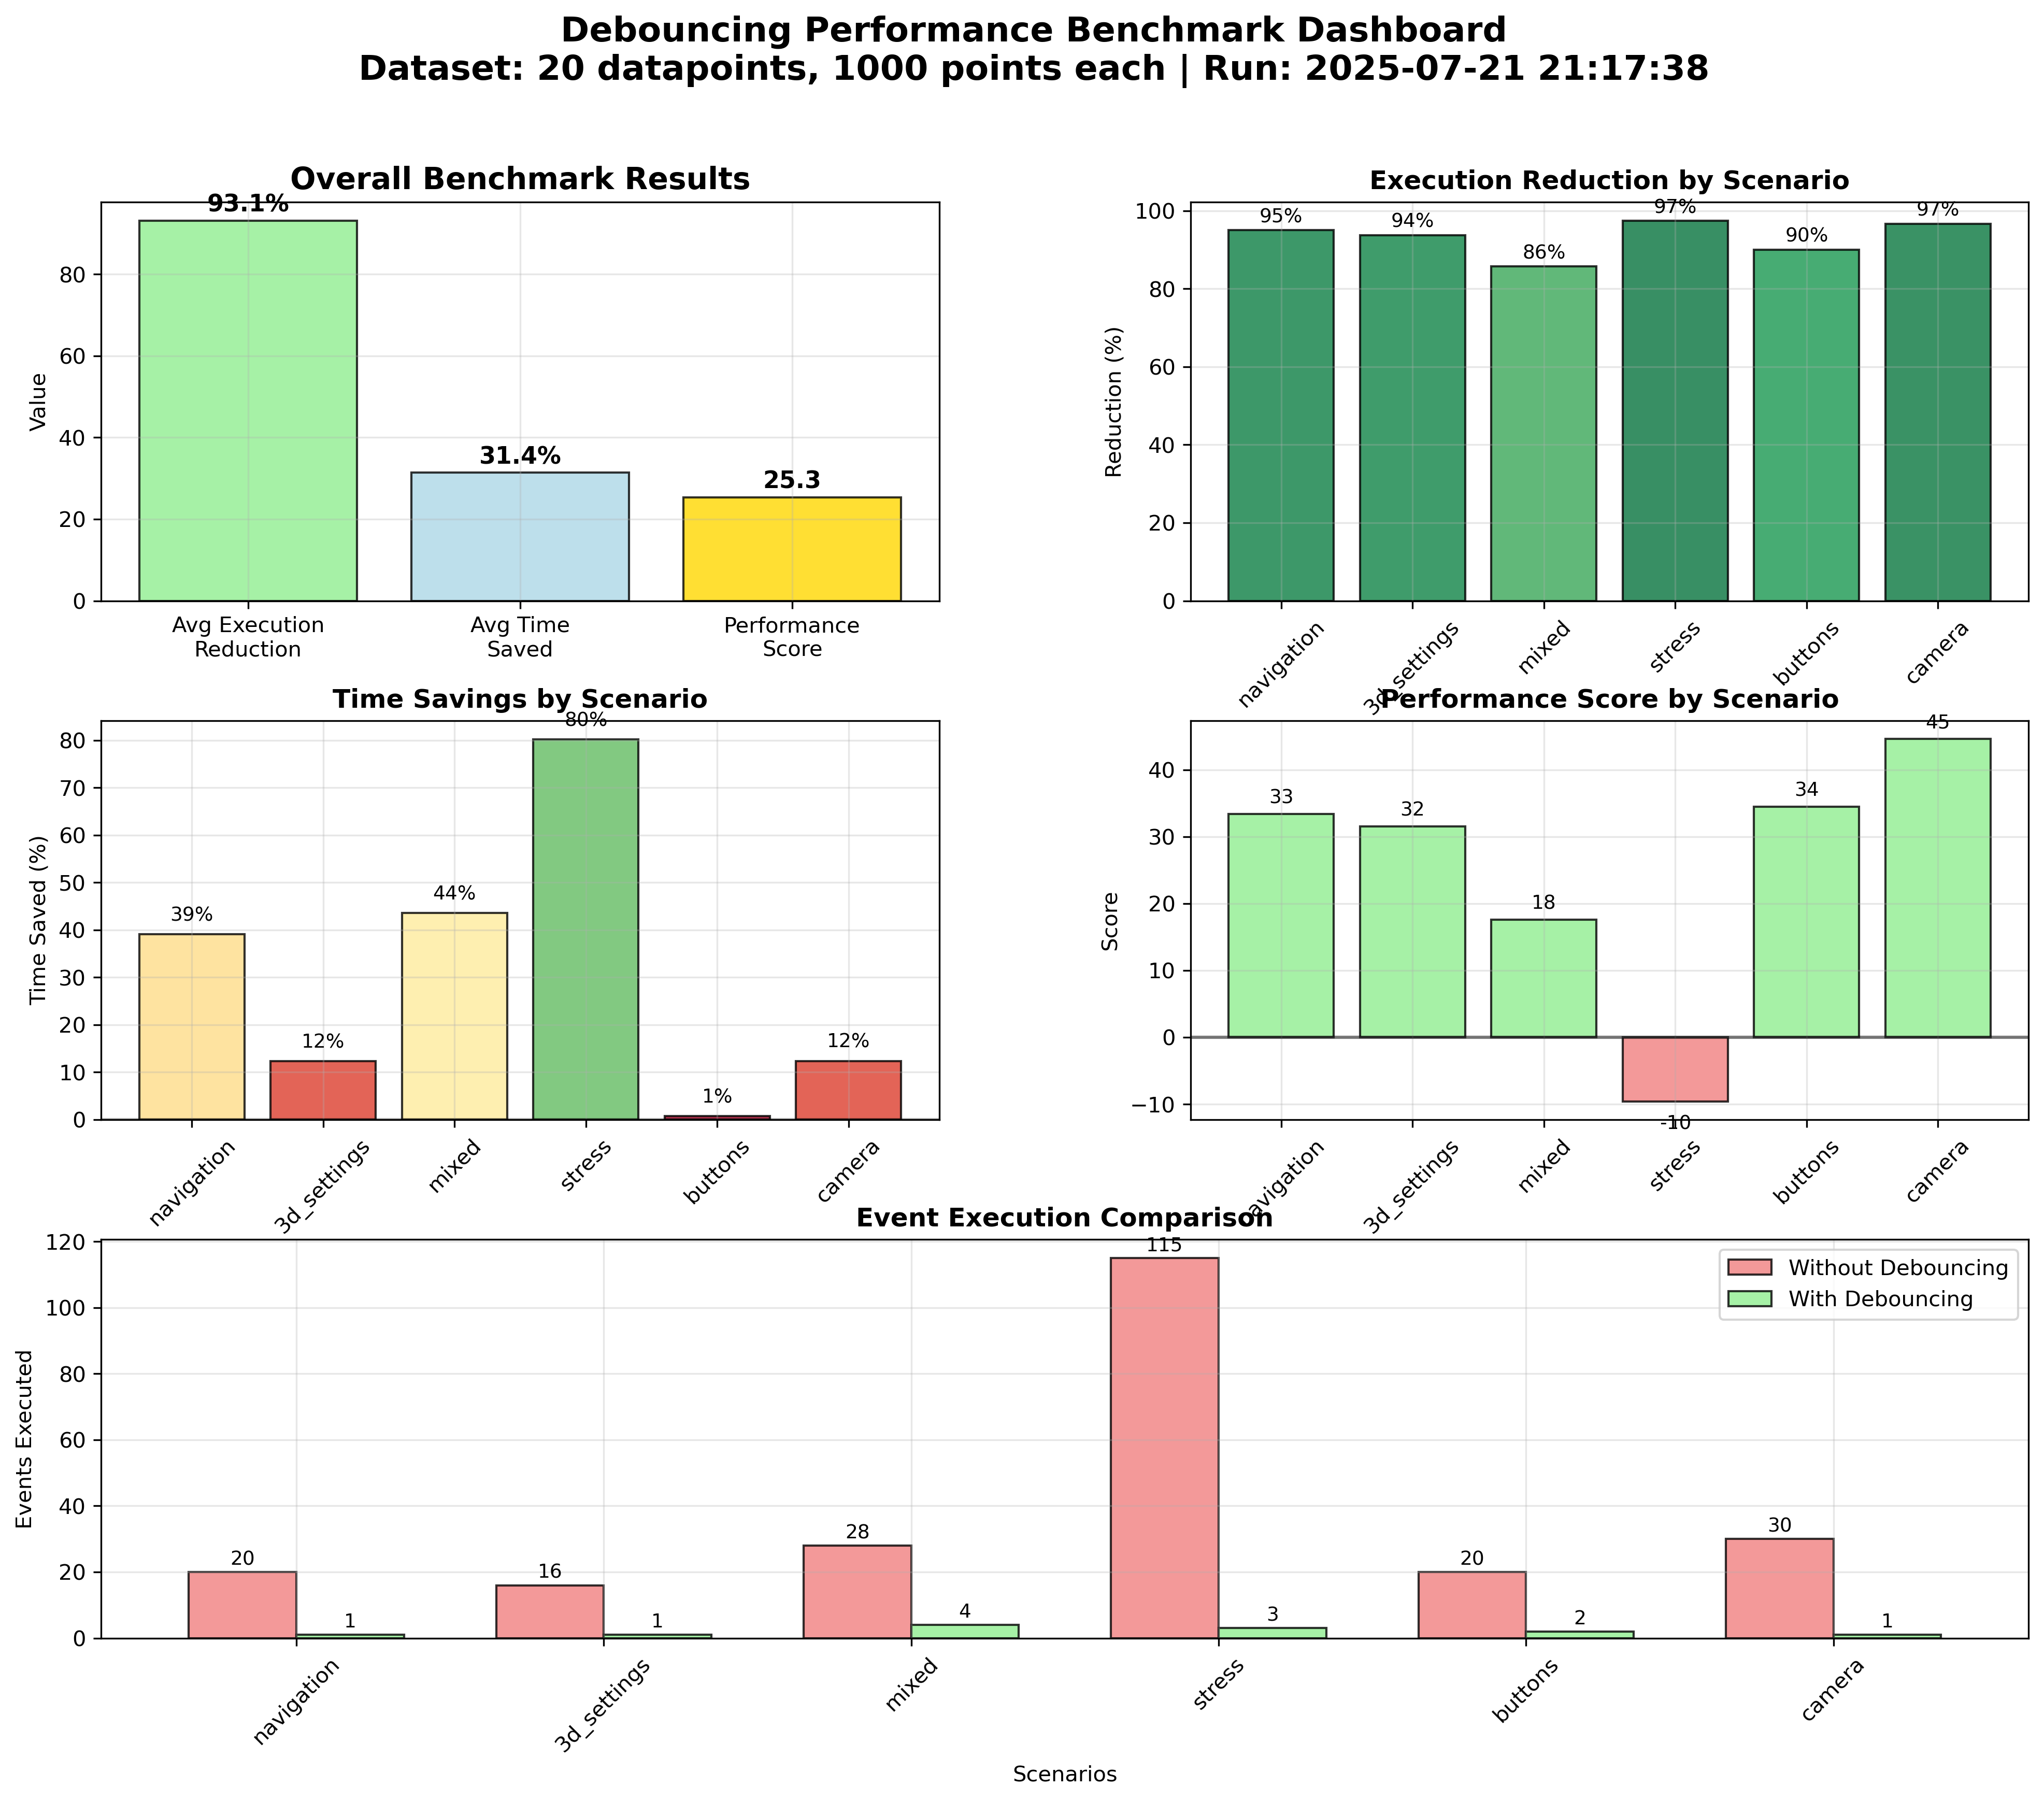 Debouncing Performance Benchmark Dashboard
Dataset: 20 datapoints, 1000 points each | Run: 2025-07-21 21:17:38
Overall Benchmark Results
Value
80
60
40
20
0
93.1%
31.4%
25.3
Avg Execution
Reduction
Avg Time
Saved
Performance
Score
Execution Reduction by Scenario
Reduction (%)
100
80
60
40
20
0
95%
94%
86%
97%
90%
97%
navigation
3d_settings
mixed
stress
buttons
camera
Time Savings by Scenario
Time Saved (%)
80
70
60
50
40
30
20
10
0
39%
12%
44%
80%
1%
12%
navigation
3d_settings
mixed
stress
buttons
camera
Performance Score by Scenario
Score
40
30
20
10
0
−10
33
32
18
-10
34
45
navigation
3d_settings
mixed
stress
buttons
camera
Event Execution Comparison
Events Executed
120
100
80
60
40
20
0
Without Debouncing
With Debouncing
20
1
16
1
28
4
115
3
20
2
30
1
navigation
3d_settings
mixed
stress
buttons
camera
Scenarios